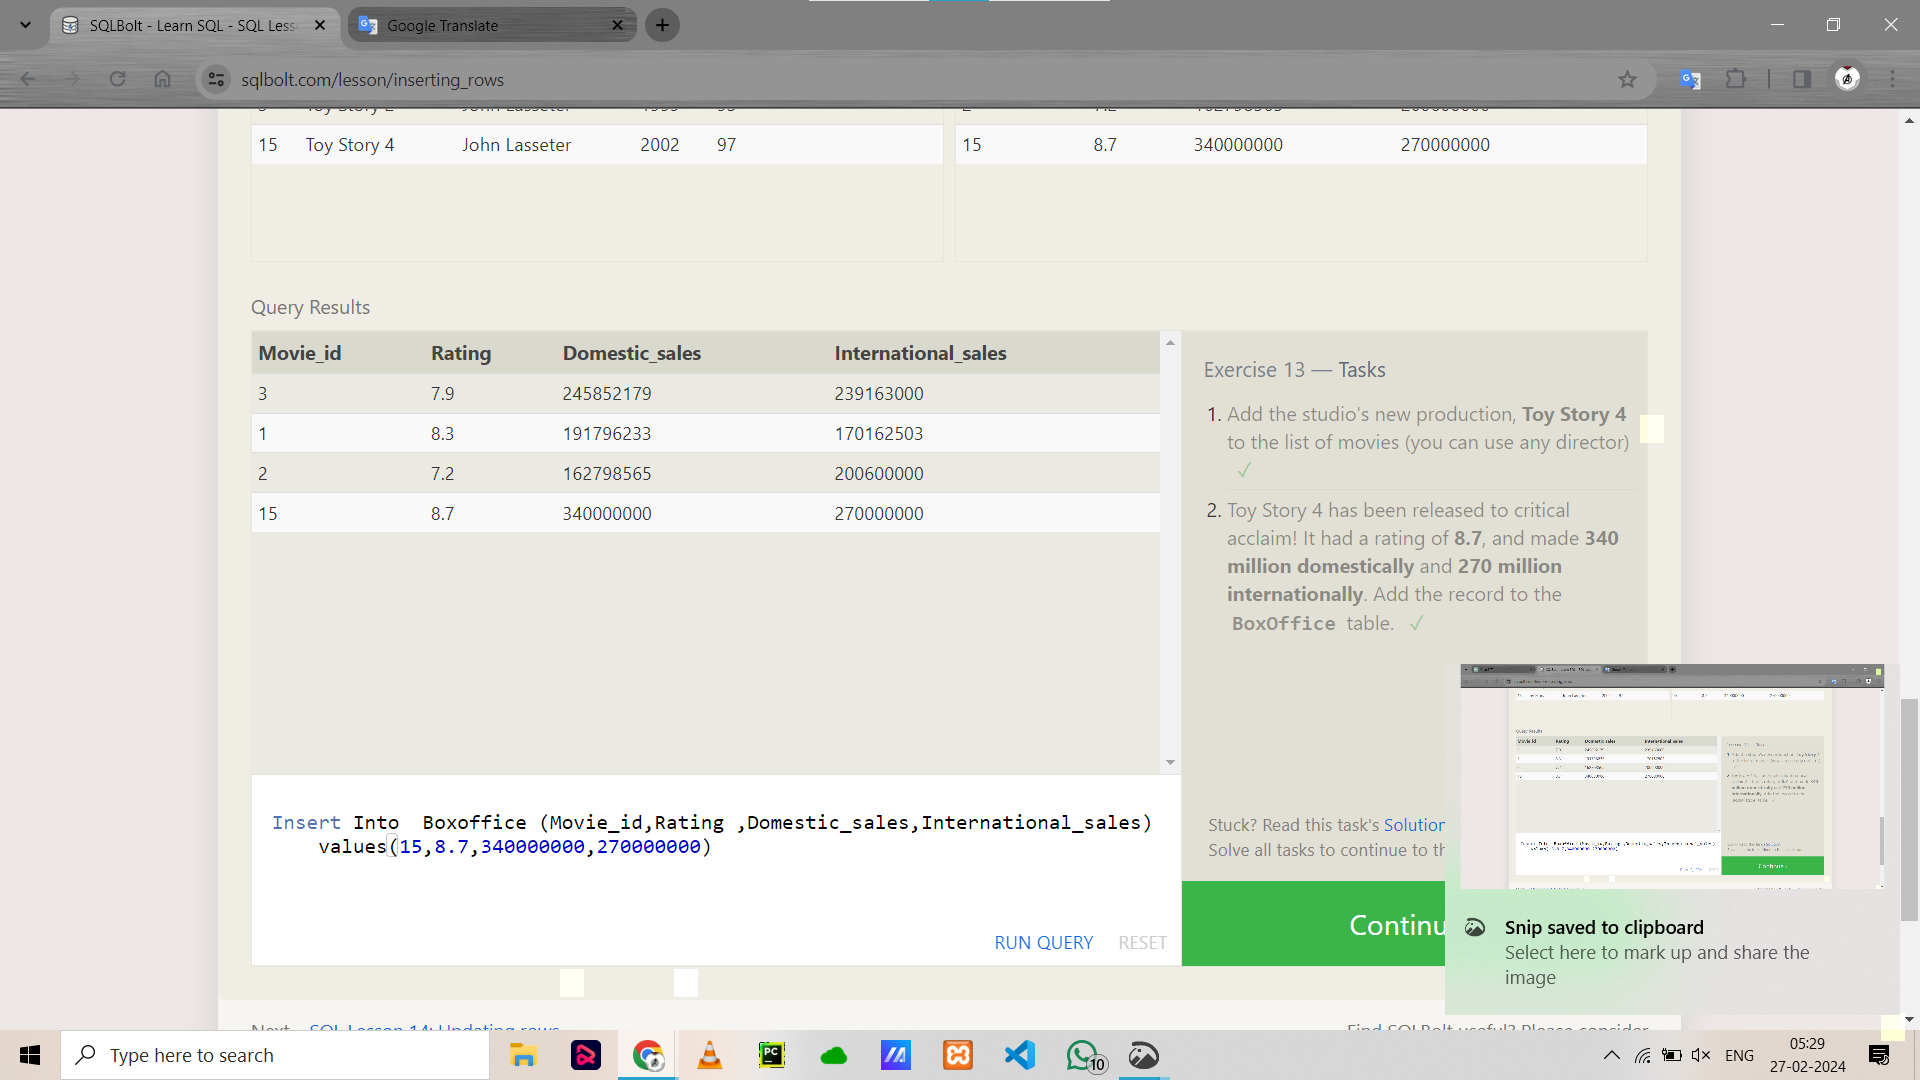 SQLBolt - Learn SQL - SQL Less
Google Translate
sqlbolt.com/lesson/inserting_rows
15 Toy Story 4 John Lasseter 2002 97
15 8.7 340000000 270000000
Query Results
Movie_id Rating Domestic_sales International_sales
3 7.9 245852179 239163000
1 8.3 191796233 170162503
2 7.2 162798565 200600000
15 8.7 340000000 270000000
Exercise 13 — Tasks
1. Add the studio's new production, Toy Story 4
to the list of movies (you can use any director)
✓
2. Toy Story 4 has been released to critical
acclaim! It had a rating of 8.7, and made 340
million domestically and 270 million
internationally. Add the record to the
BoxOffice table. ✓
Insert Into  Boxoffice (Movie_id,Rating ,Domestic_sales,International_sales)
values(15,8.7,340000000,270000000)
RUN QUERY RESET
Stuck? Read this task's Solution
Solve all tasks to continue to th
Continu
Snip saved to clipboard
Select here to mark up and share the
image
Next – SQL Lesson 14: Updating rows
Find SQLBolt useful? Please consider
Type here to search
PC
10
ENG
05:29
27-02-2024